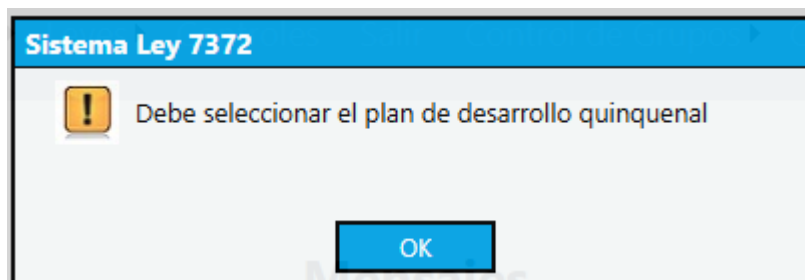 Sistema Ley 7372
Debe seleccionar el plan de desarrollo quinquenal
OK